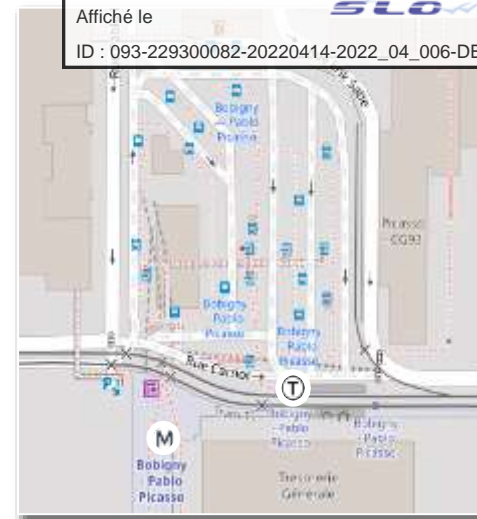 Affiché le
SLO
ID : 093-229300082-20220414-2022_04_006-DE
Bobigny
- Pablo
Picasso
Picasso
- CG93
Bobigny
Pablo
Picasso
Bobigny
- Pablo
Picasso
Rue Carnot →
T
Bobigny
- Pablo
Picasso
Bobigny
- Pablo
Picasso
M
Bobigny
Pablo
Picasso
Trésorerie
Générale